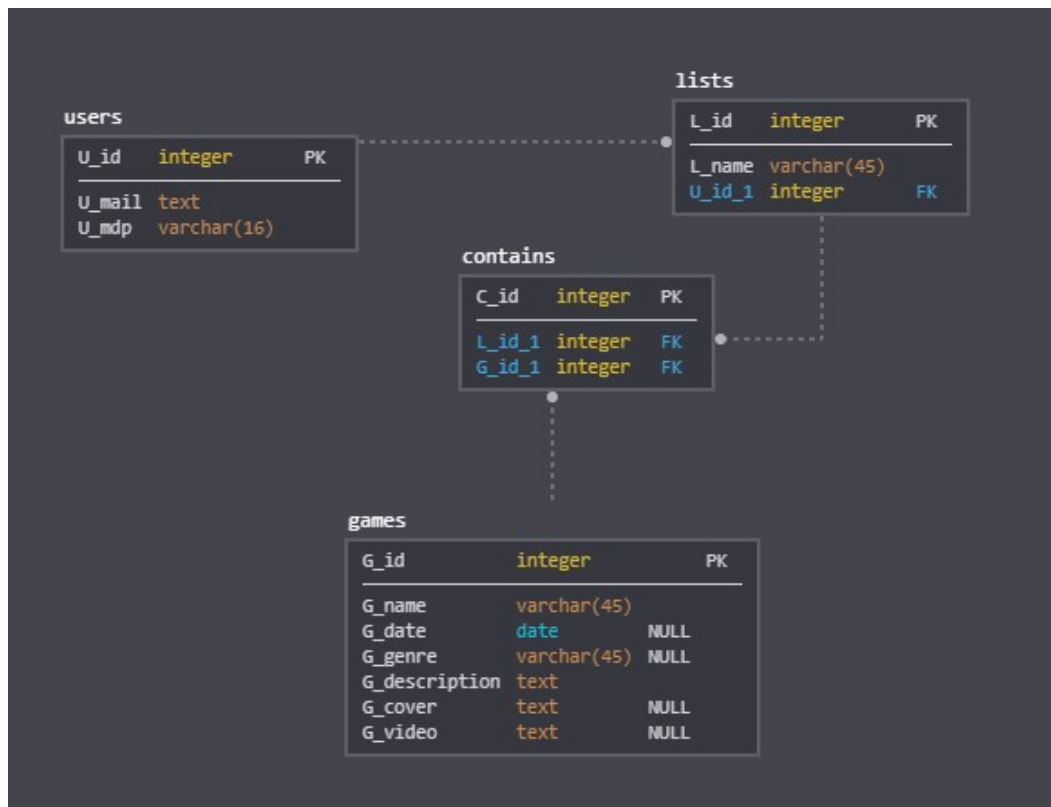 users
U_id integer PK
U_mail text
U_mdp varchar(16)
lists
L_id integer PK
L_name varchar(45)
U_id_1 integer FK
contains
C_id integer PK
L_id_1 integer FK
G_id_1 integer FK
games
G_id integer PK
G_name varchar(45)
G_date date NULL
G_genre varchar(45) NULL
G_description text
G_cover text NULL
G_video text NULL